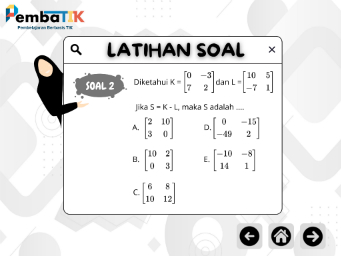 PembaTIK
Pembelajaran Berbasis TIK
LATIHAN SOAL
SOAL 2
Diketahui K = [0 −3; 7 2] dan L = [10 5; −7 1]
Jika S = K - L, maka S adalah ....
A. [2 10; 3 0]
B. [10 2; 0 3]
C. [6 8; 10 12]
D. [0 −15; −49 2]
E. [−10 −8; 14 1]